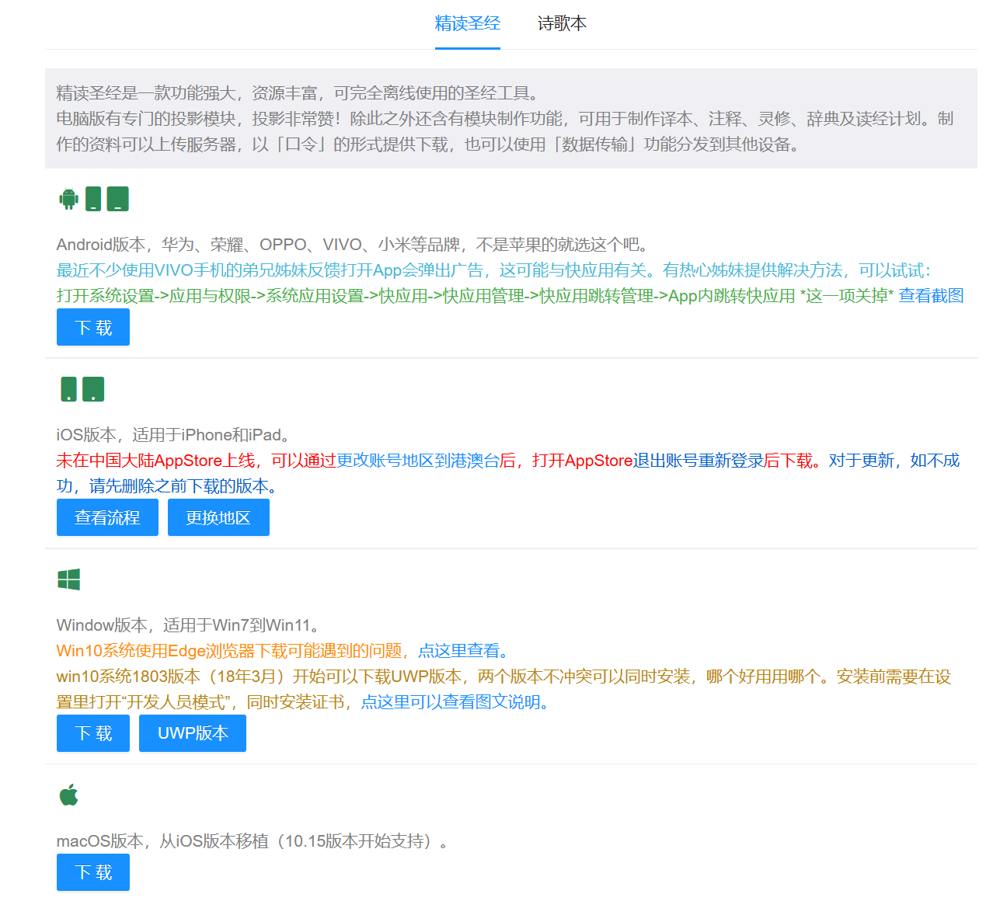 精读圣经
诗歌本
精读圣经是一款功能强大，资源丰富，可完全离线使用的圣经工具。
电脑版有专门的投影模块，投影非常赞！除此之外还含有模块制作功能，可用于制作译本、注释、灵修、辞典及读经计划。制
作的资料可以上传服务器，以「口令」的形式提供下载，也可以使用「数据传输」功能分发到其他设备。
Android版本，华为、荣耀、OPPO、VIVO、小米等品牌，不是苹果的就选这个吧。
最近不少使用VIVO手机的弟兄姊妹反馈打开App会弹出广告，这可能与快应用有关。有热心姊妹提供解决方法，可以试试：
打开系统设置->应用与权限->系统应用设置->快应用->快应用管理->快应用跳转管理->App内跳转快应用 *这一项关掉* 查看截图
下 载
iOS版本，适用于iPhone和iPad。
未在中国大陆AppStore上线，可以通过更改账号地区到港澳台后，打开AppStore退出账号重新登录后下载。对于更新，如不成
功，请先删除之前下载的版本。
查看流程 更换地区
Window版本，适用于Win7到Win11。
Win10系统使用Edge浏览器下载可能遇到的问题，点这里查看。
win10系统1803版本（18年3月）开始可以下载UWP版本，两个版本不冲突可以同时安装，哪个好用用哪个。安装前需要在设
置里打开“开发人员模式”，同时安装证书，点这里可以查看图文说明。
下 载 UWP版本
macOS版本，从iOS版本移植（10.15版本开始支持）。
下 载